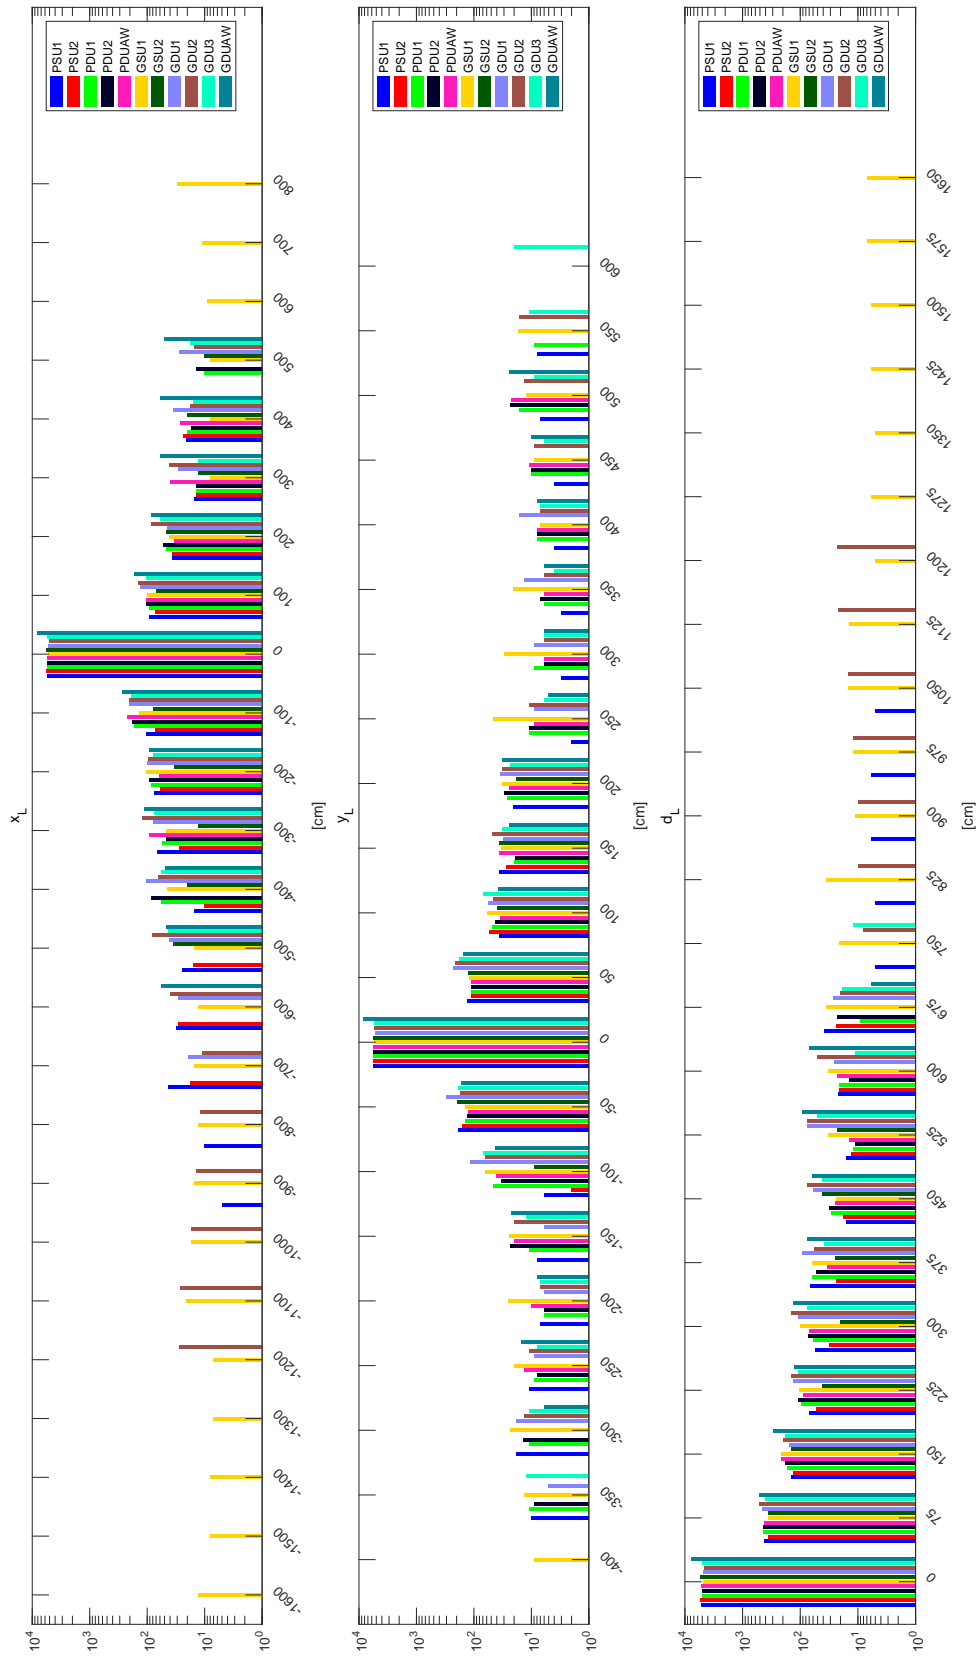 x_L
10^4
10^3
10^2
10^1
10^0
-1600
-1500
-1400
-1300
-1200
-1100
-1000
-900
-800
-700
-600
-500
-400
-300
-200
-100
0
100
200
300
400
500
600
700
800
[cm]
PSU1
PSU2
PDU1
PDU2
PDUAW
GSU1
GSU2
GDU1
GDU2
GDU3
GDUAW
y_L
10^4
10^3
10^2
10^1
10^0
-400
-350
-300
-250
-200
-150
-100
-50
0
50
100
150
200
250
300
350
400
450
500
550
600
[cm]
PSU1
PSU2
PDU1
PDU2
PDUAW
GSU1
GSU2
GDU1
GDU2
GDU3
GDUAW
d_L
10^4
10^3
10^2
10^1
10^0
0
75
150
225
300
375
450
525
600
675
750
825
900
975
1050
1125
1200
1275
1350
1425
1500
1575
1650
[cm]
PSU1
PSU2
PDU1
PDU2
PDUAW
GSU1
GSU2
GDU1
GDU2
GDU3
GDUAW